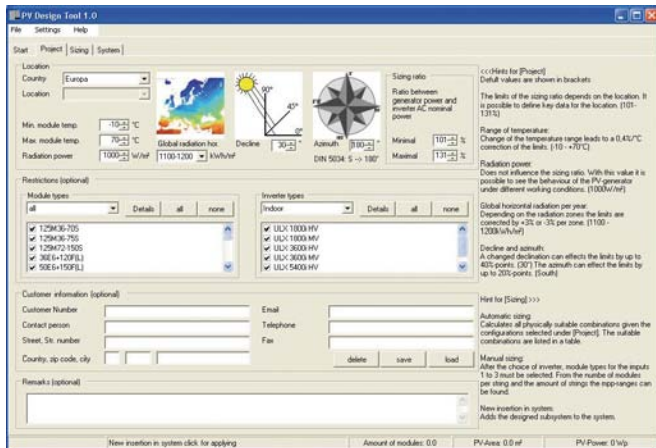 PV Design Tool 1.0
File Settings Help
Start Project Sizing System
Location
Country Europa
Location
Min. module temp. -10 °C
Max. module temp. 70 °C
Radiation power 1000 W/m²
Global radiation hor.
1100-1200 kWh/m²
90°
45°
0°
Decline 30°
Azimuth 180°
DIN 5034: S -> 180°
Sizing ratio
Ratio between
generator power and
inverter AC nominal
power
Minimal 101 %
Maximal 131 %
Restrictions (optional)
Module types
all Details all none
125M36-70S
125M36-75S
125M72-150S
36E6+120F(L)
50E6+150F(L)
Inverter types
Indoor Details all none
ULX 1800i HV
ULX 1800i MV
ULX 3600i HV
ULX 3600i MV
ULX 5400i HV
Customer information (optional)
Customer Number
Contact person
Street, Str. number
Country, zip code, city
Email
Telephone
Fax
delete save load
Remarks (optional)
<<<Hints for [Project]
Defult values are shown in brackets
The limits of the sizing ratio depends on the location. It
is possible to define key data for the location. (101-
131%)
Range of temperature:
Change of the temperature range leads to a 0,4%/°C
correction of the limits. (-10 - +70°C)
Radiation power:
Does not influence the sizing ratio. With this value it is
possible to see the behaviour of the PV-generator
under different working conditions. (1000W/m²)
Global horizontal radiation per year:
Depending on the radiation zones the limits are
corrected by +3% or -3% per zone. (1100 -
1200kWh/m²)
Decline and azimuth:
A changed declination can effects the limits by up to
40%-points. (30°) The azimuth can effect the limits by
up to 20%-points. (South)
Hint for [Sizing] >>>
Automatic sizing:
Calculates all physically suitable combinations given the
configurations selected under [Project]. The suitable
combinations are listed in a table.
Manual sizing:
After the choice of inverter, module types for the inputs
1 to 3 must be selected. From the numbe of modules
per string and the amount of strings the mpp-ranges can
be found.
New insertion in system:
Adds the designed subsystem to the system.
New insertion in system click for applying
Amount of modules: 0.0
PV-Area: 0.0 m²
PV-Power: 0 Wp